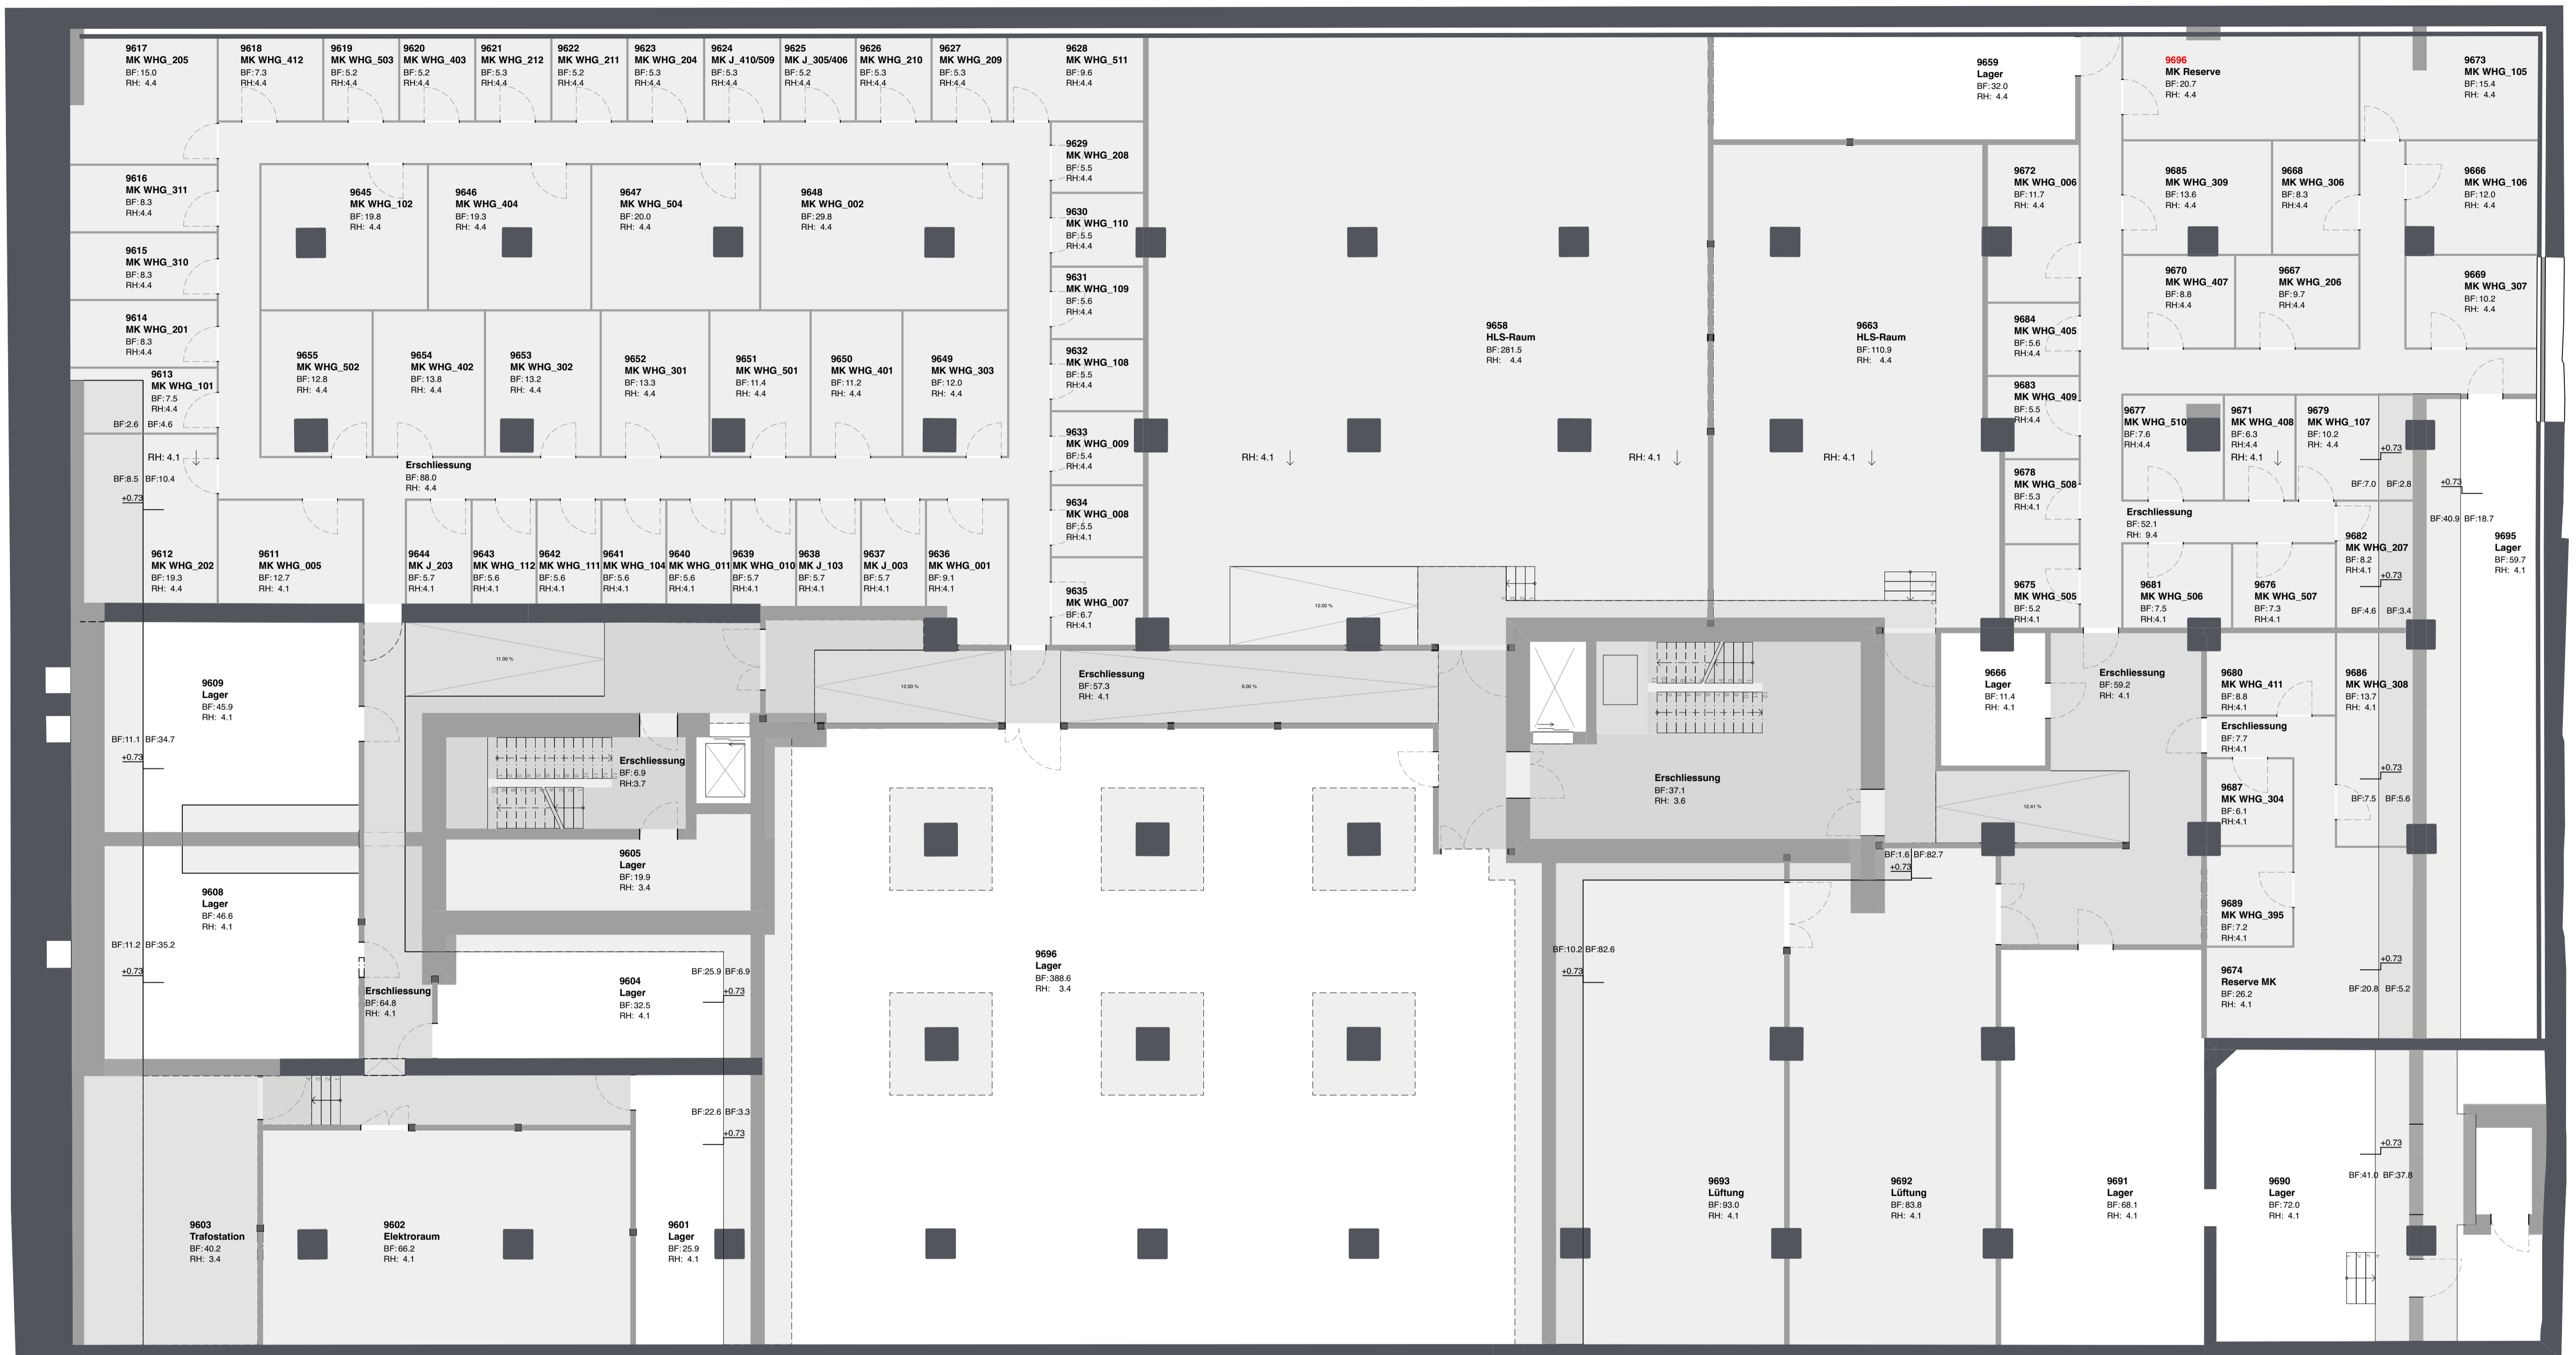 9617
MK WHG_205
BF: 15.0
RH: 4.4
9618
MK WHG_412
BF: 7.3
RH:4.4
9619
MK WHG_503
BF: 5.2
RH:4.4
9620
MK WHG_403
BF: 5.2
RH:4.4
9621
MK WHG_212
BF: 5.3
RH:4.4
9622
MK WHG_211
BF: 5.2
RH:4.4
9623
MK WHG_204
BF: 5.3
RH:4.4
9624
MK J_410/509
BF: 5.3
RH:4.4
9625
MK J_305/406
BF: 5.2
RH:4.4
9626
MK WHG_210
BF: 5.3
RH:4.4
9627
MK WHG_209
BF: 5.3
RH:4.4
9628
MK WHG_511
BF: 9.6
RH:4.4
9659
Lager
BF: 32.0
RH: 4.4
9696
MK Reserve
BF: 20.7
RH: 4.4
9673
MK WHG_105
BF: 15.4
RH: 4.4
9616
MK WHG_311
BF: 8.3
RH:4.4
9615
MK WHG_310
BF: 8.3
RH:4.4
9614
MK WHG_201
BF: 8.3
RH:4.4
9613
MK WHG_101
BF: 7.5
RH:4.4
BF:2.6
BF:4.6
RH: 4.1
BF:8.5
BF:10.4
+0.73
9612
MK WHG_202
BF: 19.3
RH: 4.4
9611
MK WHG_005
BF: 12.7
RH: 4.1
9645
MK WHG_102
BF: 19.8
RH: 4.4
9646
MK WHG_404
BF: 19.3
RH: 4.4
9647
MK WHG_504
BF: 20.0
RH: 4.4
9648
MK WHG_002
BF: 29.8
RH: 4.4
9655
MK WHG_502
BF: 12.8
RH: 4.4
9654
MK WHG_402
BF: 13.8
RH: 4.4
9653
MK WHG_302
BF: 13.2
RH: 4.4
9652
MK WHG_301
BF: 13.3
RH: 4.4
9651
MK WHG_501
BF: 11.4
RH: 4.4
9650
MK WHG_401
BF: 11.2
RH: 4.4
9649
MK WHG_303
BF: 12.0
RH: 4.4
Erschliessung
BF: 88.0
RH: 4.4
9644
MK J_203
BF: 5.7
RH:4.1
9643
MK WHG_112
BF: 5.6
RH:4.1
9642
MK WHG_111
BF: 5.6
RH:4.1
9641
MK WHG_104
BF: 5.6
RH:4.1
9640
MK WHG_011
BF: 5.6
RH:4.1
9639
MK WHG_010
BF: 5.7
RH:4.1
9638
MK J_103
BF: 5.7
RH:4.1
9637
MK J_003
BF: 5.7
RH:4.1
9636
MK WHG_001
BF: 9.1
RH:4.1
9629
MK WHG_208
BF: 5.5
RH:4.4
9630
MK WHG_110
BF: 5.5
RH:4.4
9631
MK WHG_109
BF: 5.6
RH:4.4
9632
MK WHG_108
BF: 5.5
RH:4.4
9633
MK WHG_009
BF: 5.4
RH:4.4
9634
MK WHG_008
BF: 5.5
RH:4.1
9635
MK WHG_007
BF: 6.7
RH:4.1
9658
HLS-Raum
BF: 281.5
RH: 4.4
RH: 4.1
RH: 4.1
12.00 %
9663
HLS-Raum
BF: 110.9
RH: 4.4
RH: 4.1
9672
MK WHG_006
BF: 11.7
RH: 4.4
9684
MK WHG_405
BF: 5.6
RH:4.4
9683
MK WHG_409
BF: 5.5
RH:4.4
9678
MK WHG_508
BF: 5.3
RH:4.1
9675
MK WHG_505
BF: 5.2
RH:4.1
9685
MK WHG_309
BF: 13.6
RH: 4.4
9668
MK WHG_306
BF: 8.3
RH:4.4
9666
MK WHG_106
BF: 12.0
RH: 4.4
9670
MK WHG_407
BF: 8.8
RH:4.4
9667
MK WHG_206
BF: 9.7
RH:4.4
9669
MK WHG_307
BF: 10.2
RH: 4.4
9677
MK WHG_510
BF: 7.6
RH:4.4
9671
MK WHG_408
BF: 6.3
RH:4.4
RH: 4.1
9679
MK WHG_107
BF: 10.2
RH: 4.4
+0.73
BF:7.0
BF:2.8
+0.73
BF:40.9
BF:18.7
Erschliessung
BF: 52.1
RH: 9.4
9682
MK WHG_207
BF: 8.2
RH:4.1
+0.73
BF:4.6
BF:3.4
9695
Lager
BF: 59.7
RH: 4.1
9681
MK WHG_506
BF: 7.5
RH:4.1
9676
MK WHG_507
BF: 7.3
RH:4.1
9609
Lager
BF: 45.9
RH: 4.1
BF:11.1
BF:34.7
+0.73
11.00 %
12.00 %
Erschliessung
BF: 57.3
RH: 4.1
6.00 %
Erschliessung
BF: 6.9
RH:3.7
Erschliessung
BF: 37.1
RH: 3.6
9666
Lager
BF: 11.4
RH: 4.1
Erschliessung
BF: 59.2
RH: 4.1
12.41 %
9680
MK WHG_411
BF: 8.8
RH:4.1
9686
MK WHG_308
BF: 13.7
RH: 4.1
Erschliessung
BF: 7.7
RH:4.1
+0.73
BF:7.5
BF:5.6
9687
MK WHG_304
BF: 6.1
RH:4.1
9689
MK WHG_395
BF: 7.2
RH:4.1
9674
Reserve MK
BF: 26.2
RH: 4.1
+0.73
BF:20.8
BF:5.2
9608
Lager
BF: 46.6
RH: 4.1
BF:11.2
BF:35.2
+0.73
9605
Lager
BF: 19.9
RH: 3.4
Erschliessung
BF: 64.8
RH: 4.1
9604
Lager
BF: 32.5
RH: 4.1
BF:25.9
BF:6.9
+0.73
9696
Lager
BF: 388.6
RH: 3.4
BF:1.6
BF:82.7
+0.73
BF:10.2
BF:82.6
+0.73
BF:22.6
BF:3.3
+0.73
9603
Trafostation
BF: 40.2
RH: 3.4
9602
Elektroraum
BF: 66.2
RH: 4.1
9601
Lager
BF: 25.9
RH: 4.1
9693
Lüftung
BF: 93.0
RH: 4.1
9692
Lüftung
BF: 83.8
RH: 4.1
9691
Lager
BF: 68.1
RH: 4.1
9690
Lager
BF: 72.0
RH: 4.1
+0.73
BF:41.0
BF:37.8